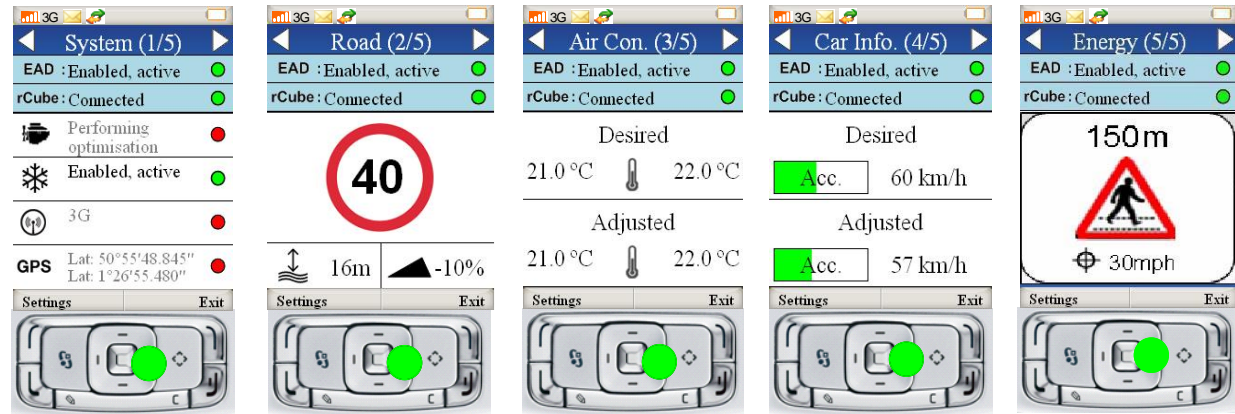 3G
System (1/5)
EAD : Enabled, active
rCube : Connected
Performing
optimisation
Enabled, active
3G
GPS Lat: 50°55'48.845"
Lat: 1°26'55.480"
Settings Exit
C
3G
Road (2/5)
EAD : Enabled, active
rCube : Connected
40
16m -10%
Settings Exit
C
3G
Air Con. (3/5)
EAD : Enabled, active
rCube : Connected
Desired
21.0 °C 22.0 °C
Adjusted
21.0 °C 22.0 °C
Settings Exit
C
3G
Car Info. (4/5)
EAD : Enabled, active
rCube : Connected
Desired
Acc. 60 km/h
Adjusted
Acc. 57 km/h
Settings Exit
C
3G
Energy (5/5)
EAD : Enabled, active
rCube : Connected
150m
30mph
Settings Exit
C